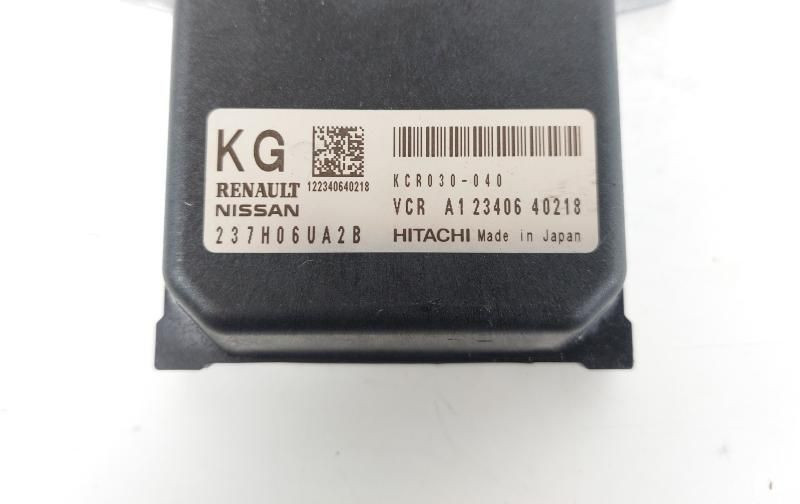 KG
RENAULT
NISSAN
237H06UA2B
122340640218
KCR030-040
VCR A1 23406 40218
HITACHI Made in Japan